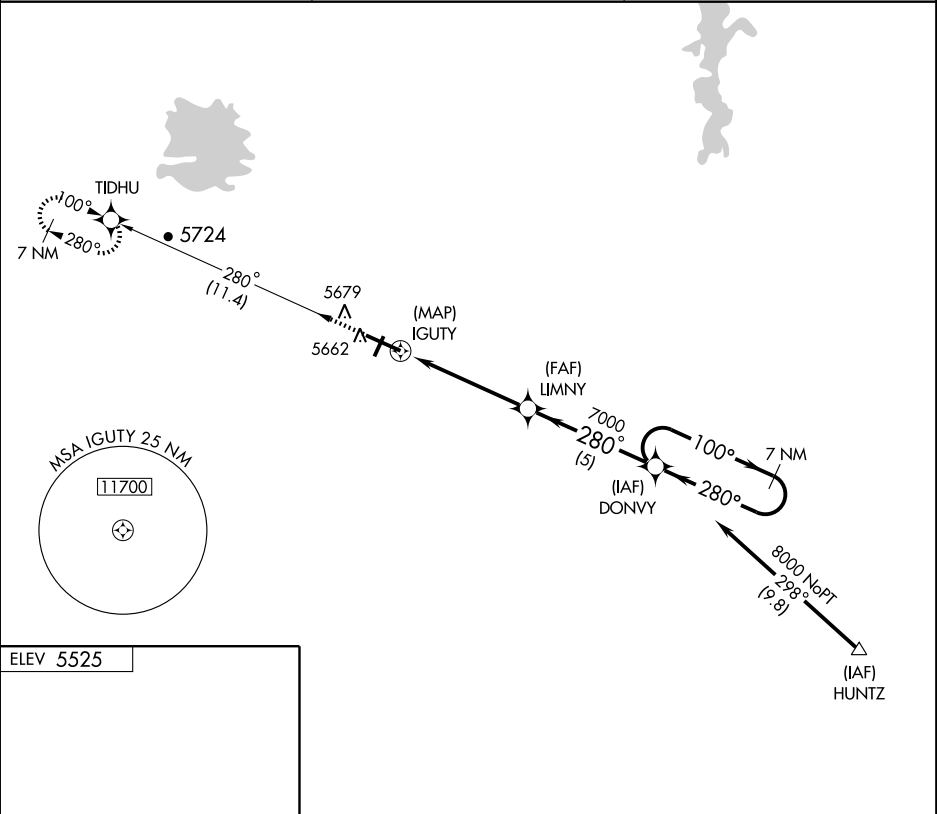 TIDHU
100°
280°
7 NM
5724
280°
(11.4)
5679
5662
(MAP)
IGUTY
(FAF)
LIMNY
7000
280°
(5)
100°
7 NM
280°
(IAF)
DONVY
8000 NoPT
298°
(9.8)
(IAF)
HUNTZ
MSA IGUTY 25 NM
11700
ELEV 5525